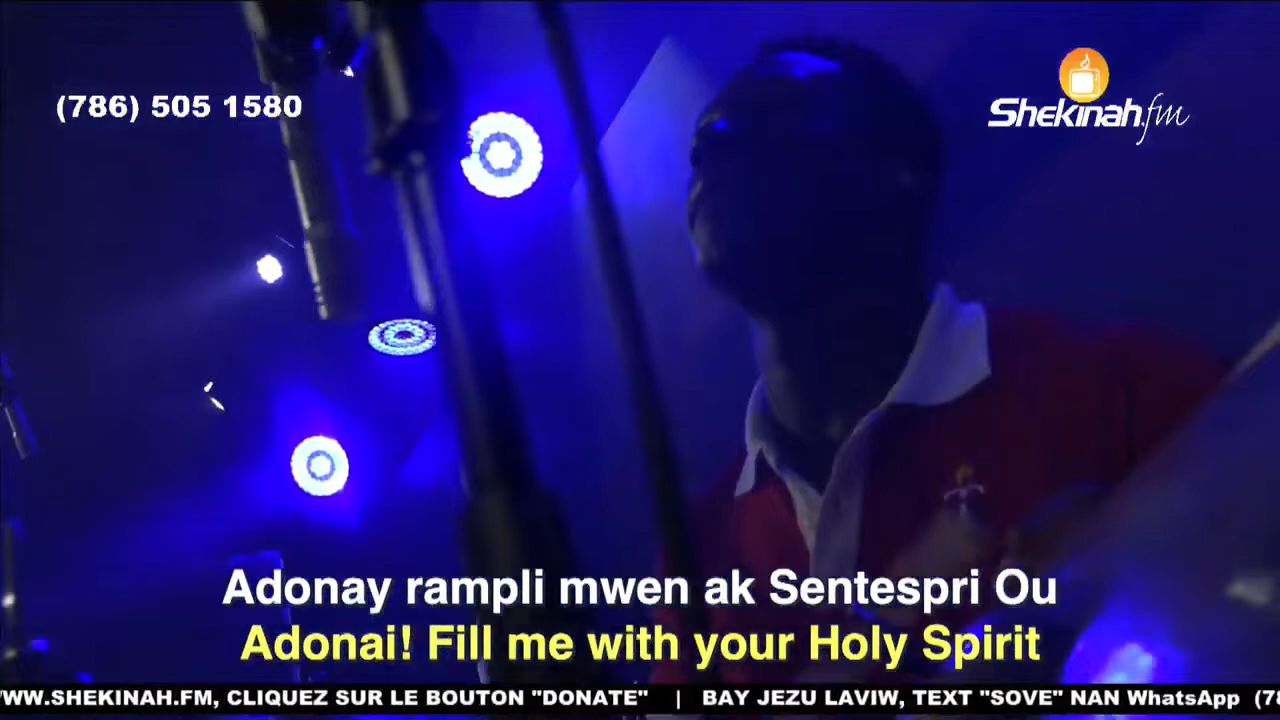 (786) 505 1580
Shekinah.fm
Adonay rampli mwen ak Sentespri Ou
Adonai! Fill me with your Holy Spirit
WWW.SHEKINAH.FM, CLIQUEZ SUR LE BOUTON "DONATE" | BAY JEZU LAVIW, TEXT "SOVE" NAN WhatsApp (78